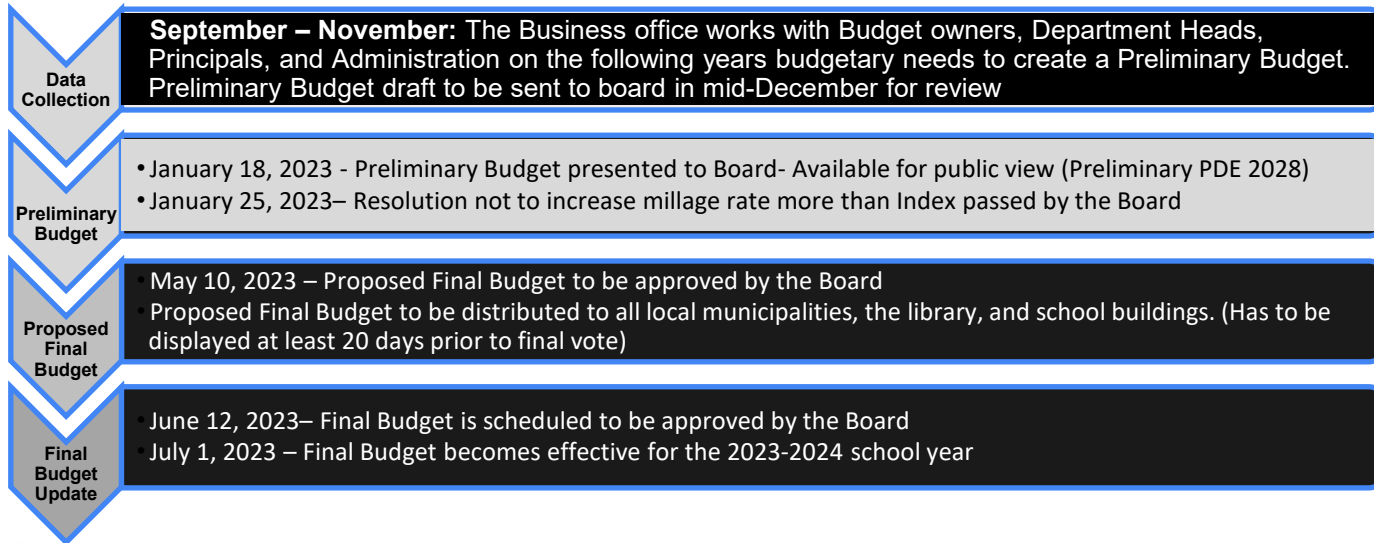 Data
Collection
September – November: The Business office works with Budget owners, Department Heads,
Principals, and Administration on the following years budgetary needs to create a Preliminary Budget.
Preliminary Budget draft to be sent to board in mid-December for review
Preliminary
Budget
•January 18, 2023 - Preliminary Budget presented to Board- Available for public view (Preliminary PDE 2028)
•January 25, 2023– Resolution not to increase millage rate more than Index passed by the Board
Proposed
Final
Budget
•May 10, 2023 – Proposed Final Budget to be approved by the Board
•Proposed Final Budget to be distributed to all local municipalities, the library, and school buildings. (Has to be
displayed at least 20 days prior to final vote)
Final
Budget
Update
•June 12, 2023– Final Budget is scheduled to be approved by the Board
•July 1, 2023 – Final Budget becomes effective for the 2023-2024 school year